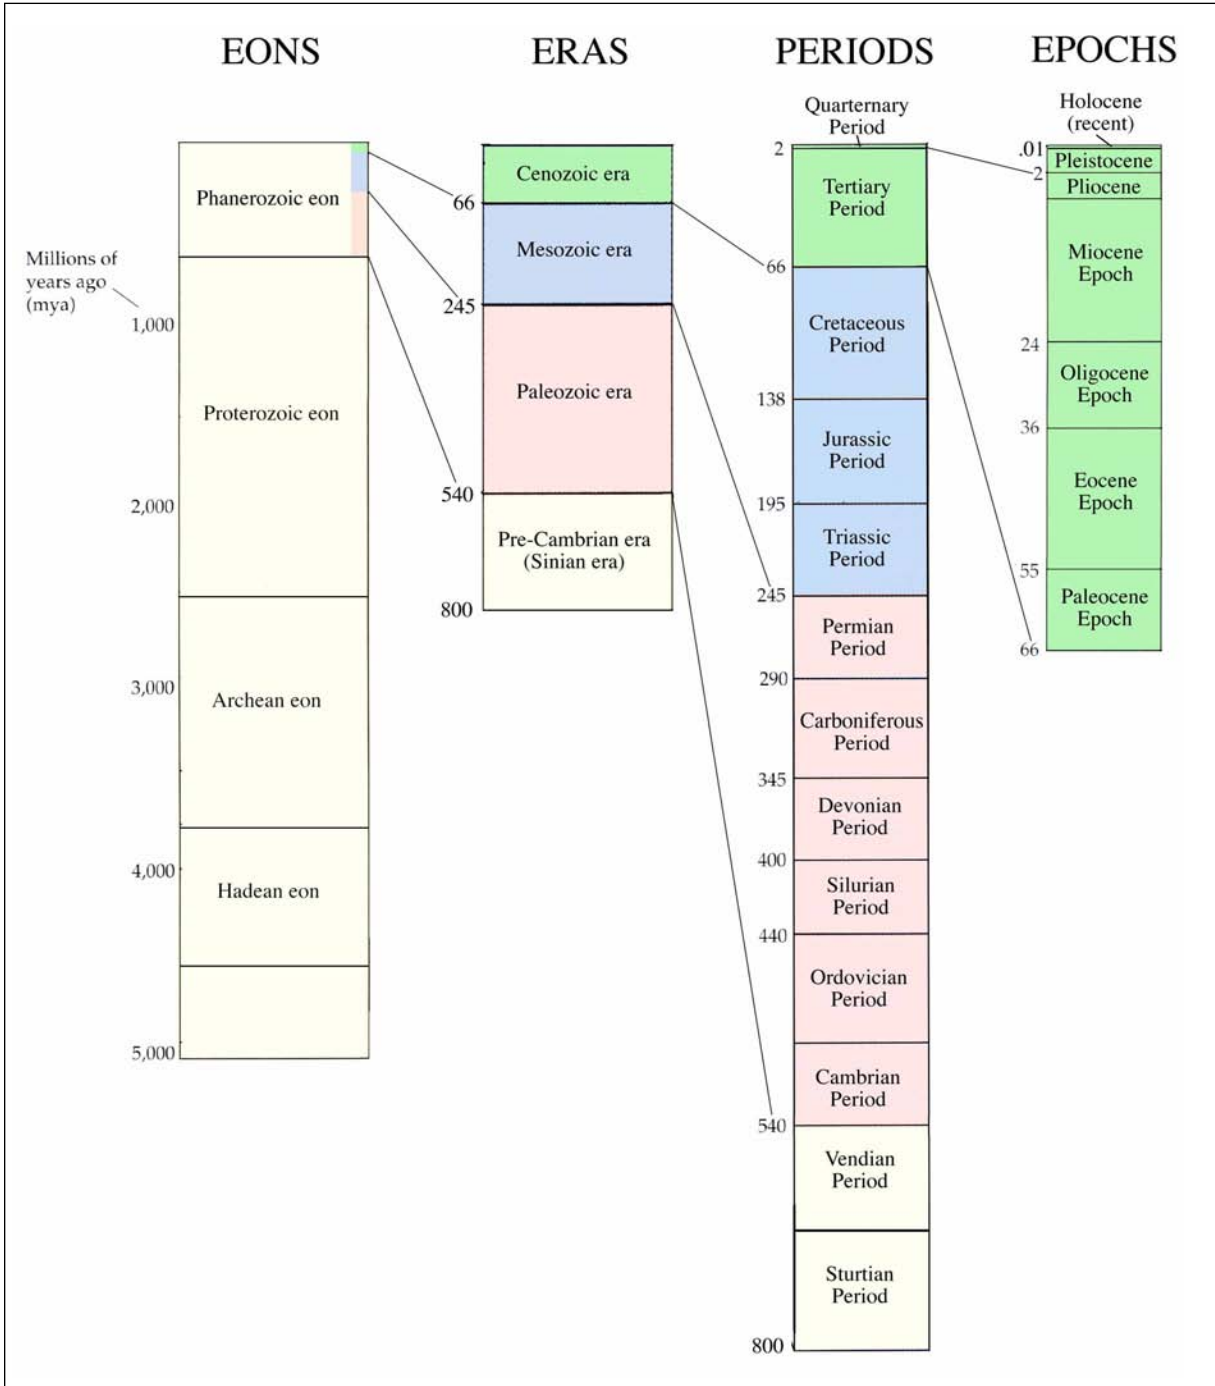 EONS
ERAS
PERIODS
EPOCHS
Phanerozoic eon
Millions of
years ago
(mya)
1,000
Proterozoic eon
2,000
Archean eon
3,000
4,000
Hadean eon
5,000
Cenozoic era
66
Mesozoic era
245
Paleozoic era
540
Pre-Cambrian era
(Sinian era)
800
Quarternary
Period
2
Tertiary
Period
66
Cretaceous
Period
138
Jurassic
Period
195
Triassic
Period
245
Permian
Period
290
Carboniferous
Period
345
Devonian
Period
400
Silurian
Period
440
Ordovician
Period
Cambrian
Period
540
Vendian
Period
Sturtian
Period
800
Holocene
(recent)
.01
Pleistocene
2
Pliocene
Miocene
Epoch
24
Oligocene
Epoch
36
Eocene
Epoch
55
Paleocene
Epoch
66